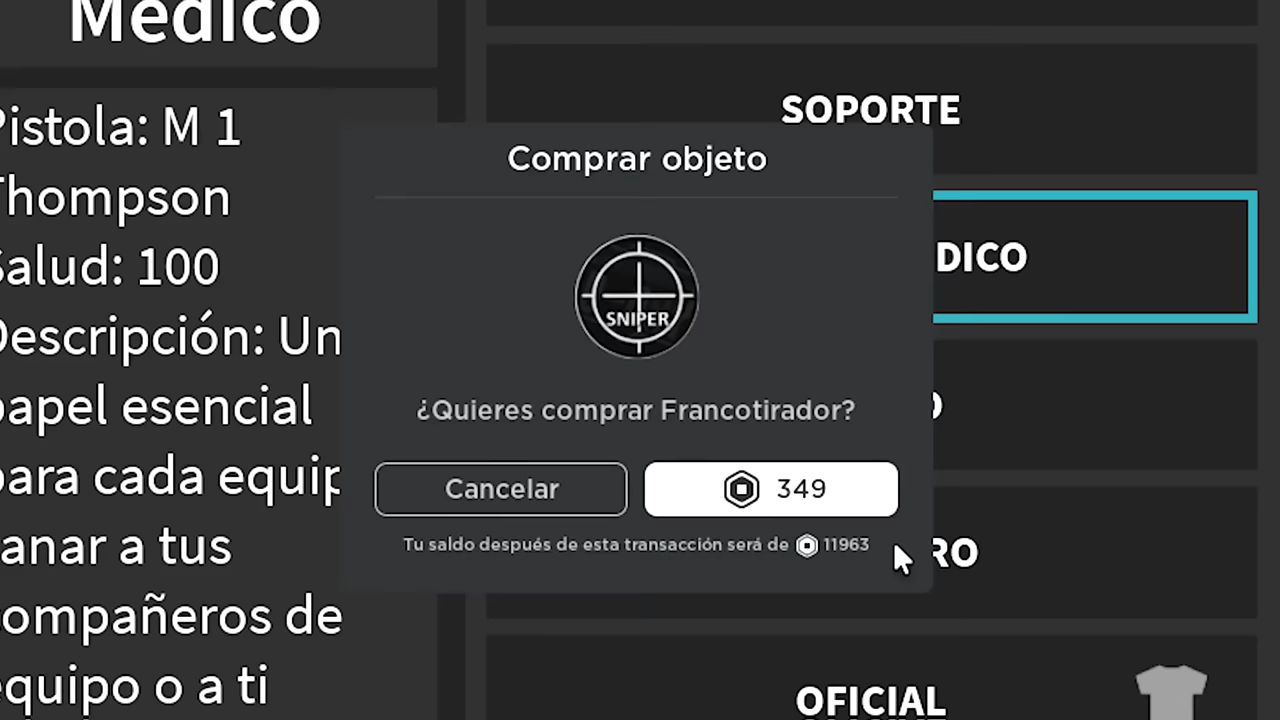 Médico
Pistola: M 1
Thompson
Salud: 100
Descripción: Un
papel esencial
para cada equip
anar a tus
ompañeros de
equipo o a ti
SOPORTE
DICO
O
RO
OFICIAL
Comprar objeto
SNIPER
¿Quieres comprar Francotirador?
Cancelar
349
Tu saldo después de esta transacción será de 11963